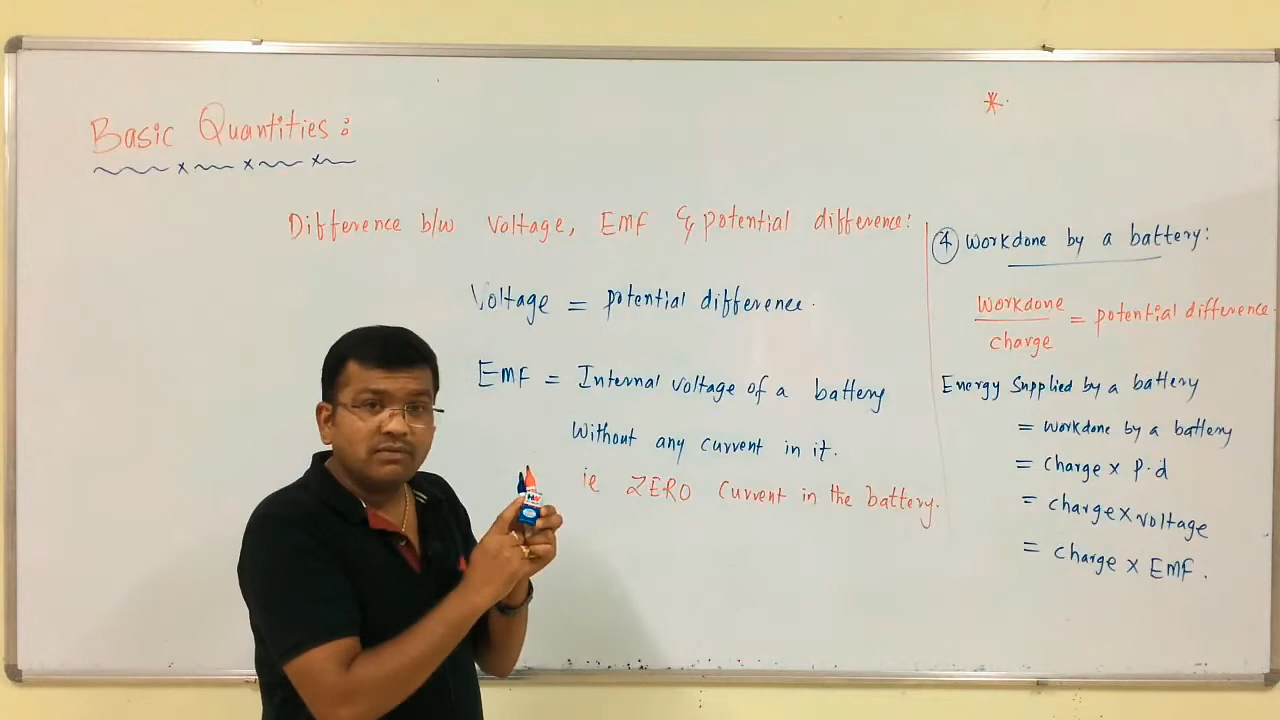 Basic Quantities:
Difference b/w Voltage, Emf & potential difference:
Voltage = potential difference.
Emf = Internal voltage of a battery
Without any current in it.
ie ZERO current in the battery.
④ Workdone by a battery:
Workdone
charge
= potential difference.
Energy Supplied by a battery
= Workdone by a battery
= charge x p.d
= charge x voltage
= charge x Emf.
HW